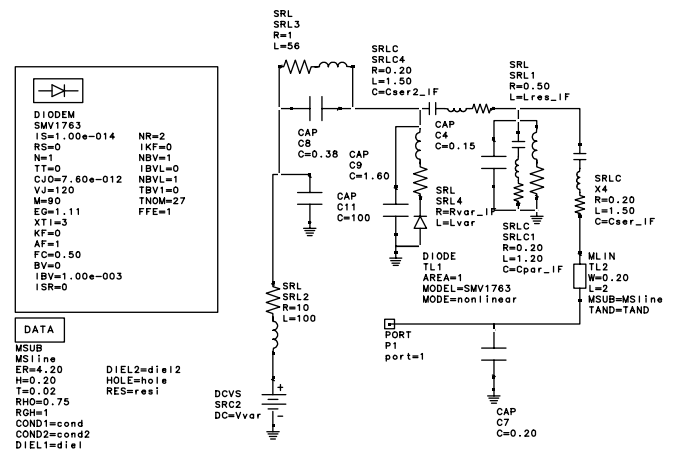 SRL
SRL3
R=1
L=56
SRLC
SRLC4
R=0.20
L=1.50
C=Cser2_IF
SRL
SRL1
R=0.50
L=Lres_IF
DIODEM
SMV1763
IS=1.00e-014
RS=0
N=1
TT=0
CJO=7.60e-012
VJ=120
M=90
EG=1.11
XTI=3
KF=0
AF=1
FC=0.50
BV=0
IBV=1.00e-003
ISR=0
NR=2
IKF=0
NBV=1
IBVL=0
NBVL=1
TBV1=0
TNOM=27
FFE=1
CAP
C8
C=0.38
CAP
C9
C=1.60
CAP
C4
C=0.15
CAP
C11
C=100
SRL
SRL4
R=Rvar_IF
L=Lvar
SRLC
SRLC1
R=0.20
L=1.20
C=Cpar_IF
SRLC
X4
R=0.20
L=1.50
C=Cser_IF
DIODE
TL1
AREA=1
MODEL=SMV1763
MODE=nonlinear
MLIN
TL2
W=0.20
L=2
MSUB=MSline
TAND=TAND
SRL
SRL2
R=10
L=100
PORT
P1
port=1
DATA
MSUB
MSline
ER=4.20
H=0.20
T=0.02
RHO=0.75
RGH=1
COND1=cond
COND2=cond2
DIEL1=diel
DIEL2=diel2
HOLE=hole
RES=resi
DCVS
SRC2
DC=Vvar
+
-
CAP
C7
C=0.20